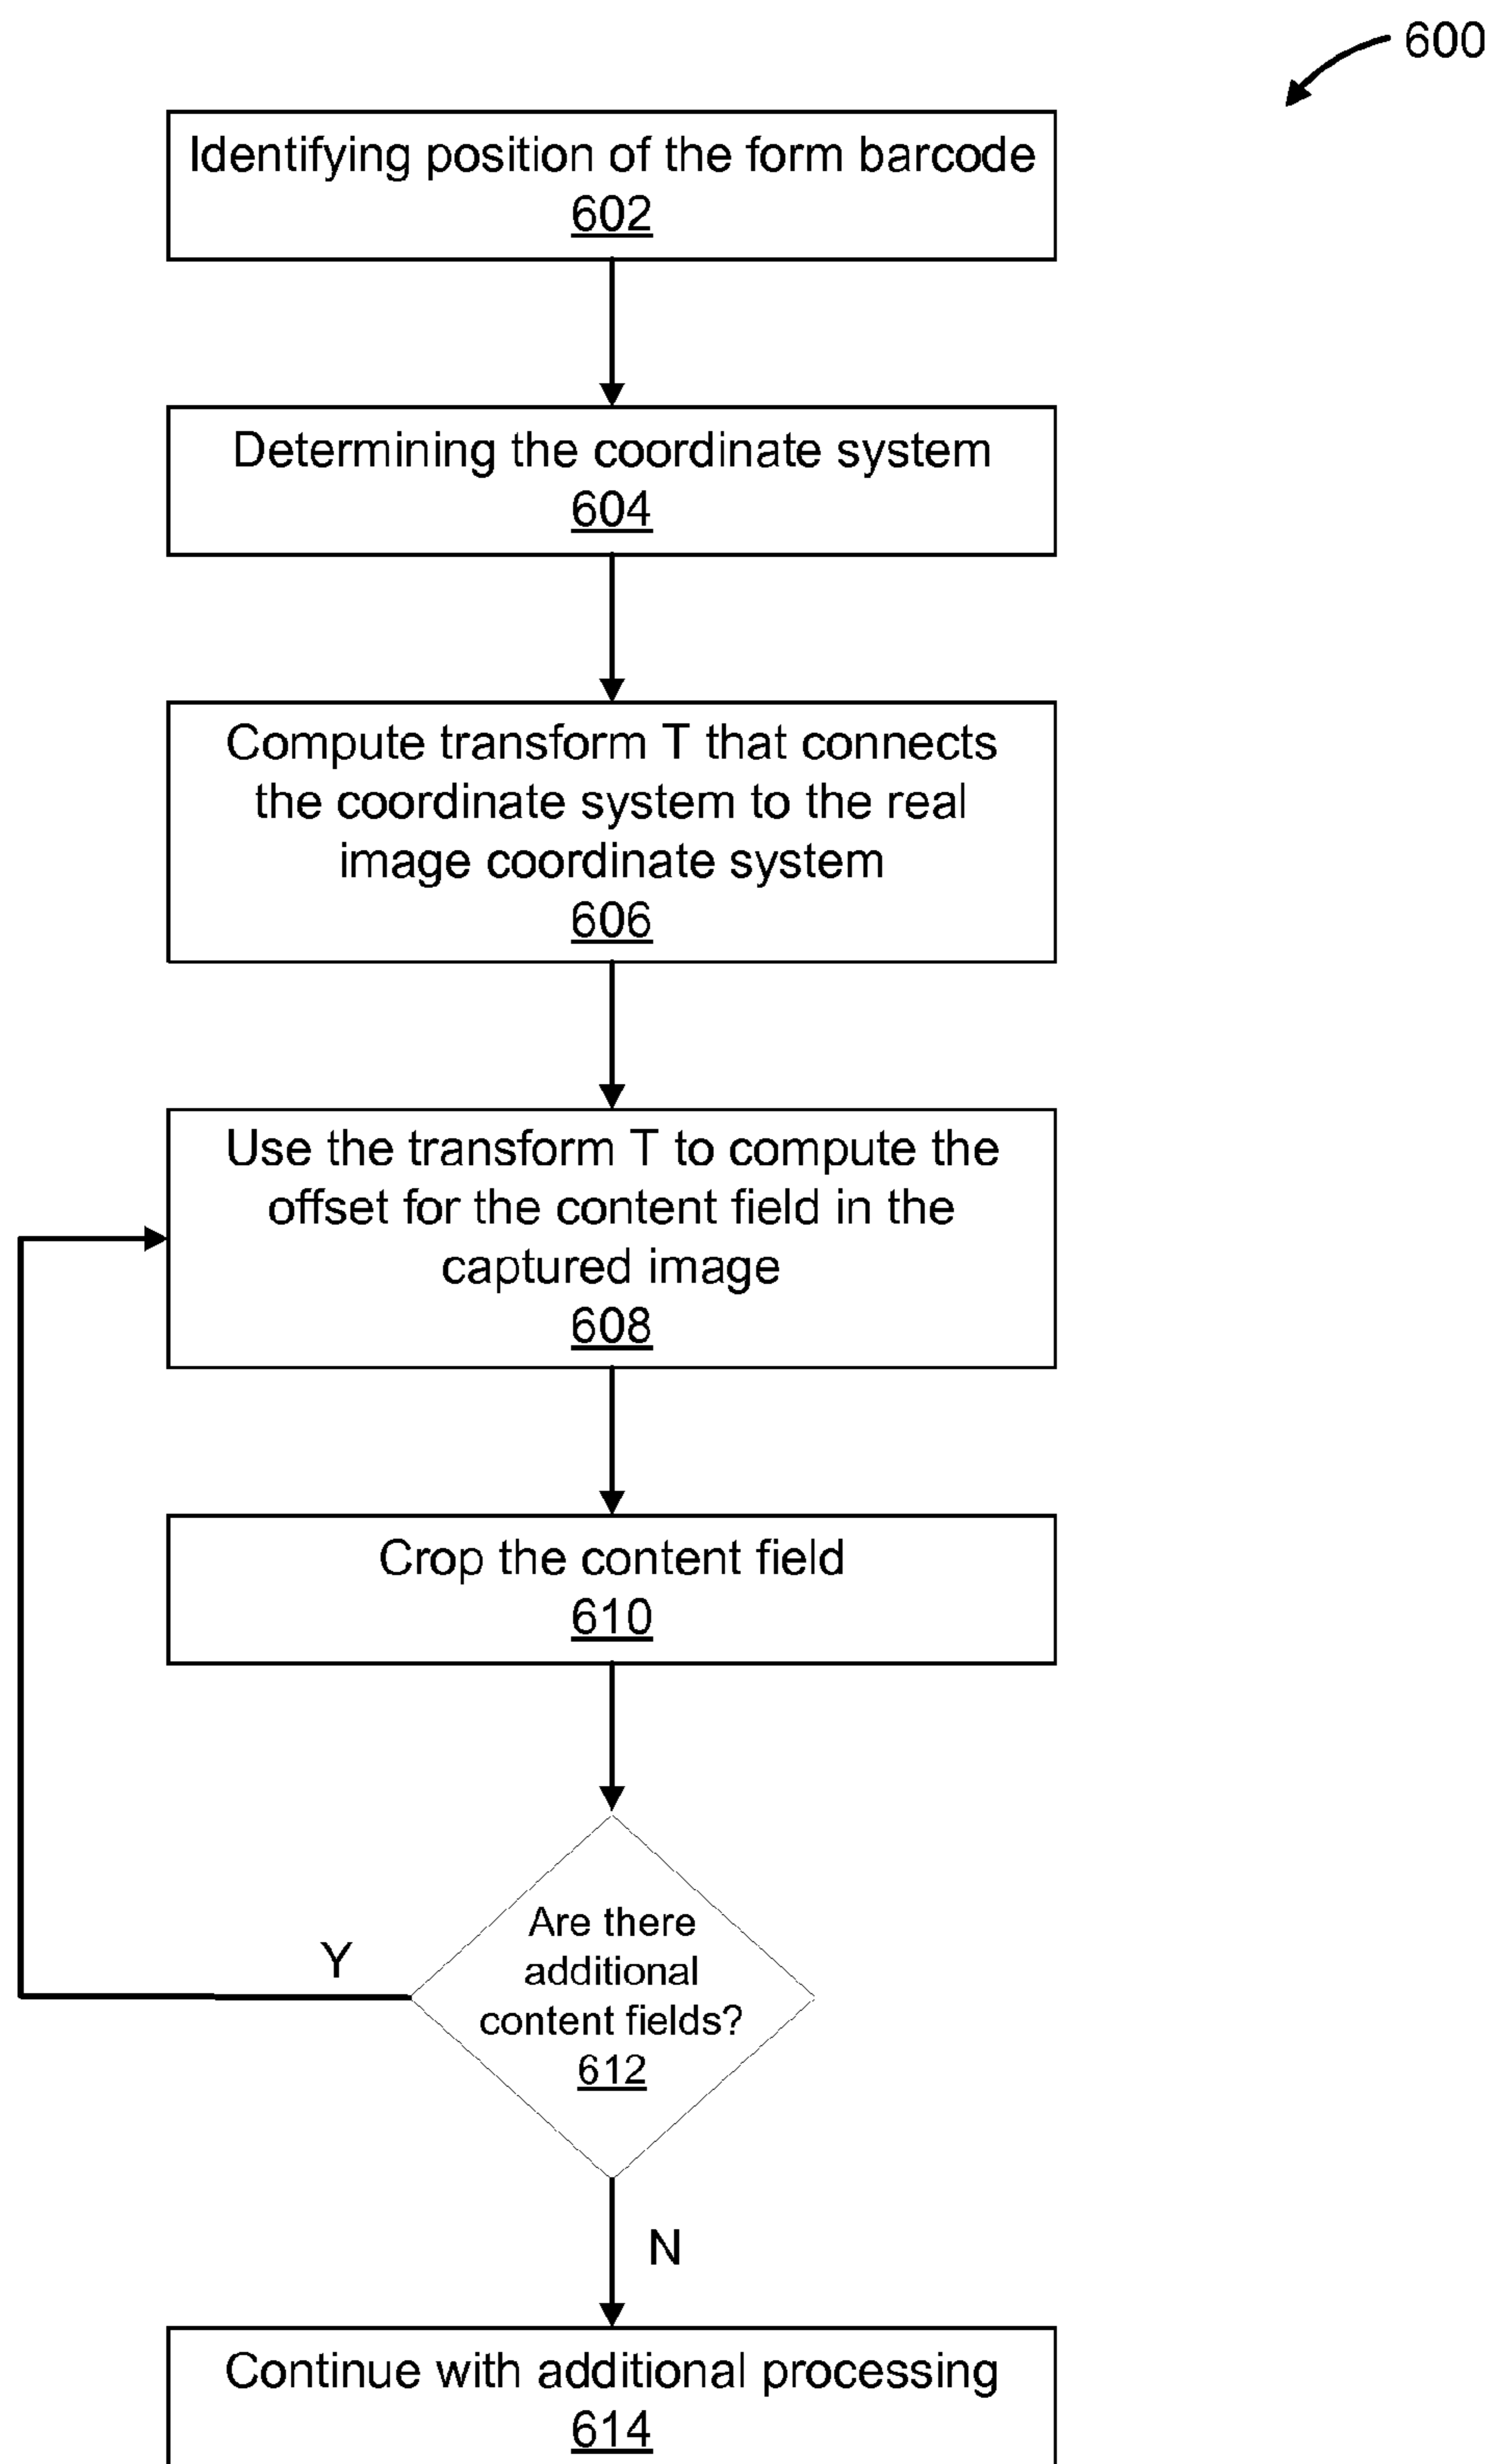 600
Identifying position of the form barcode
602
Determining the coordinate system
604
Compute transform T that connects
the coordinate system to the real
image coordinate system
606
Use the transform T to compute the
offset for the content field in the
captured image
608
Crop the content field
610
Are there
additional
content fields?
612
Y
N
Continue with additional processing
614